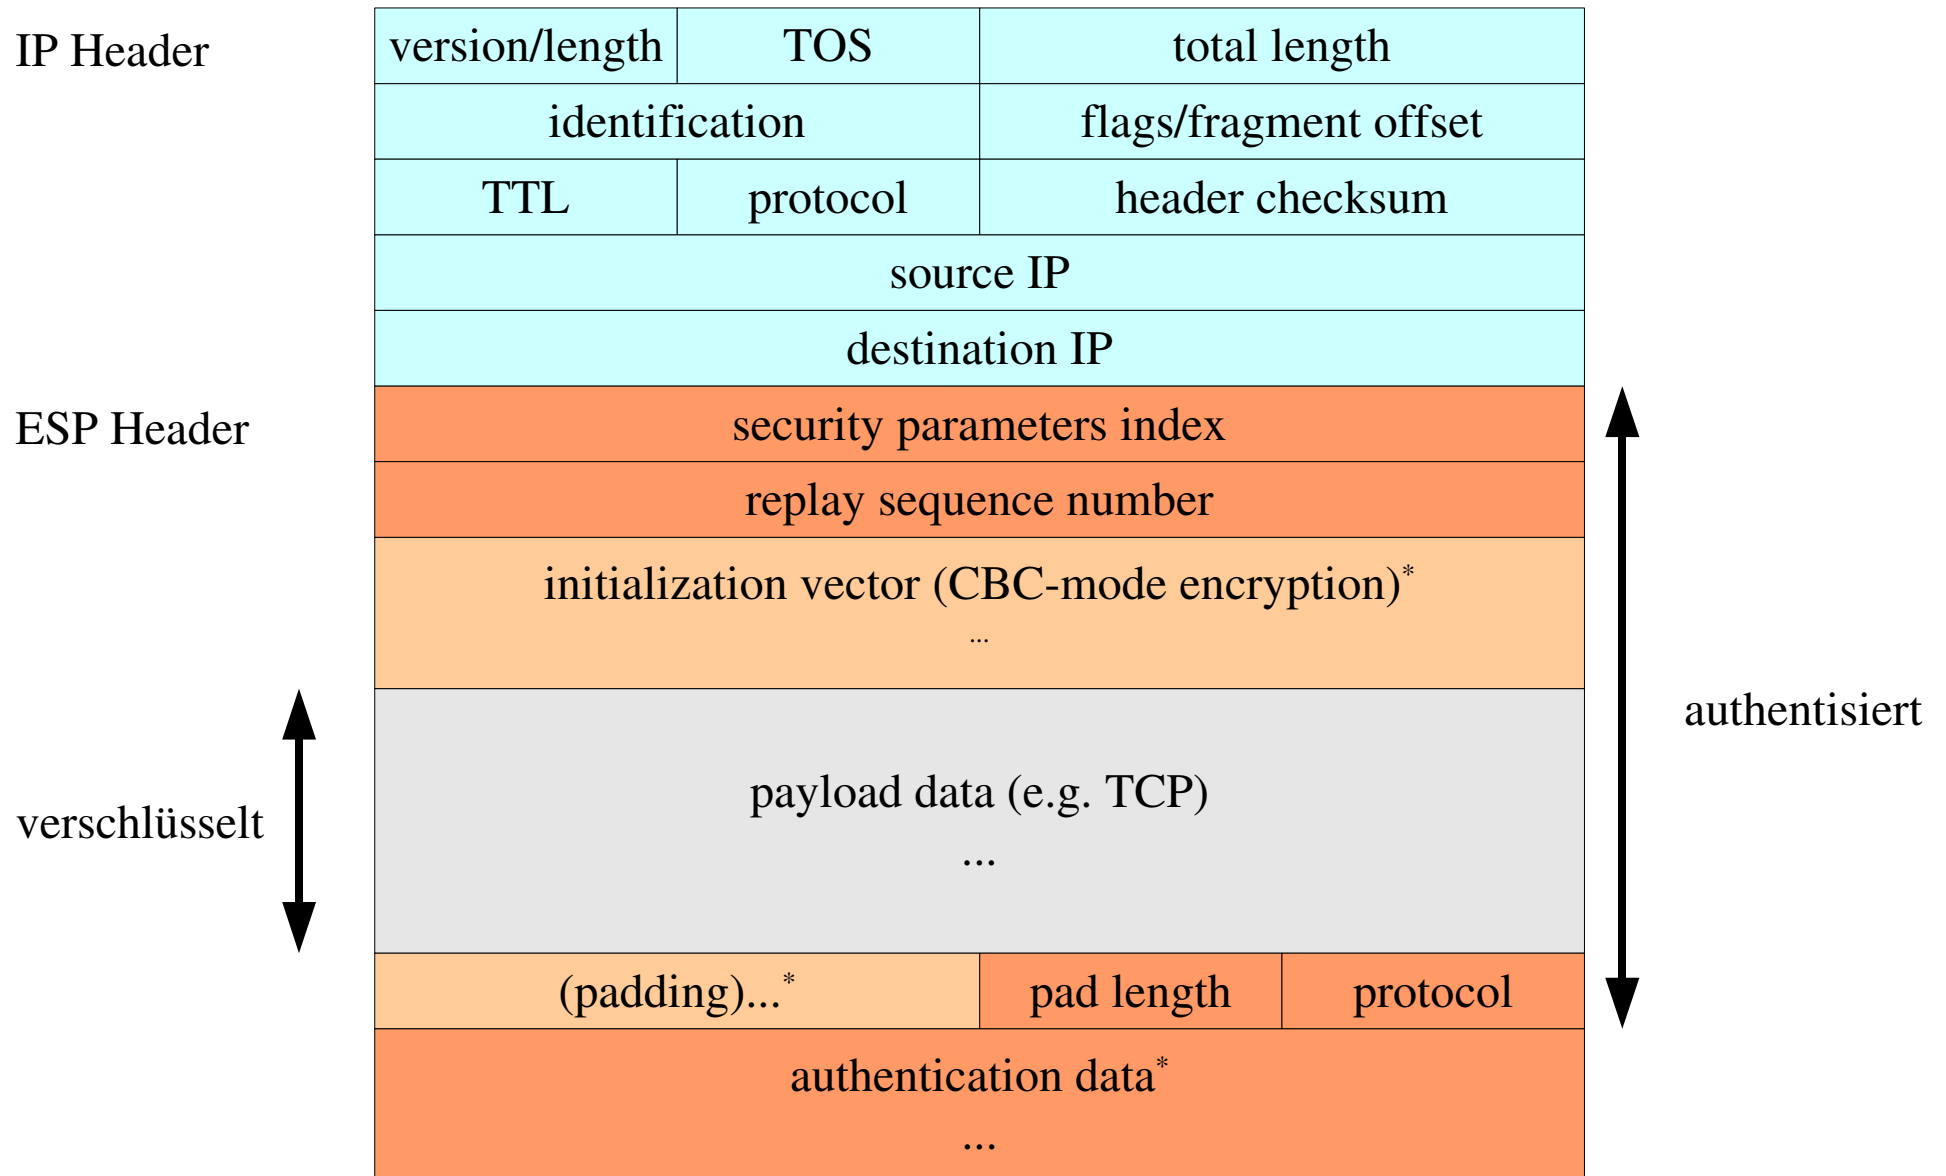 IP Header
version/length TOS total length
identification flags/fragment offset
TTL protocol header checksum
source IP
destination IP
ESP Header
security parameters index
replay sequence number
initialization vector (CBC-mode encryption)*
...
authentisiert
verschlüsselt
payload data (e.g. TCP)
...
(padding)...* pad length protocol
authentication data*
...